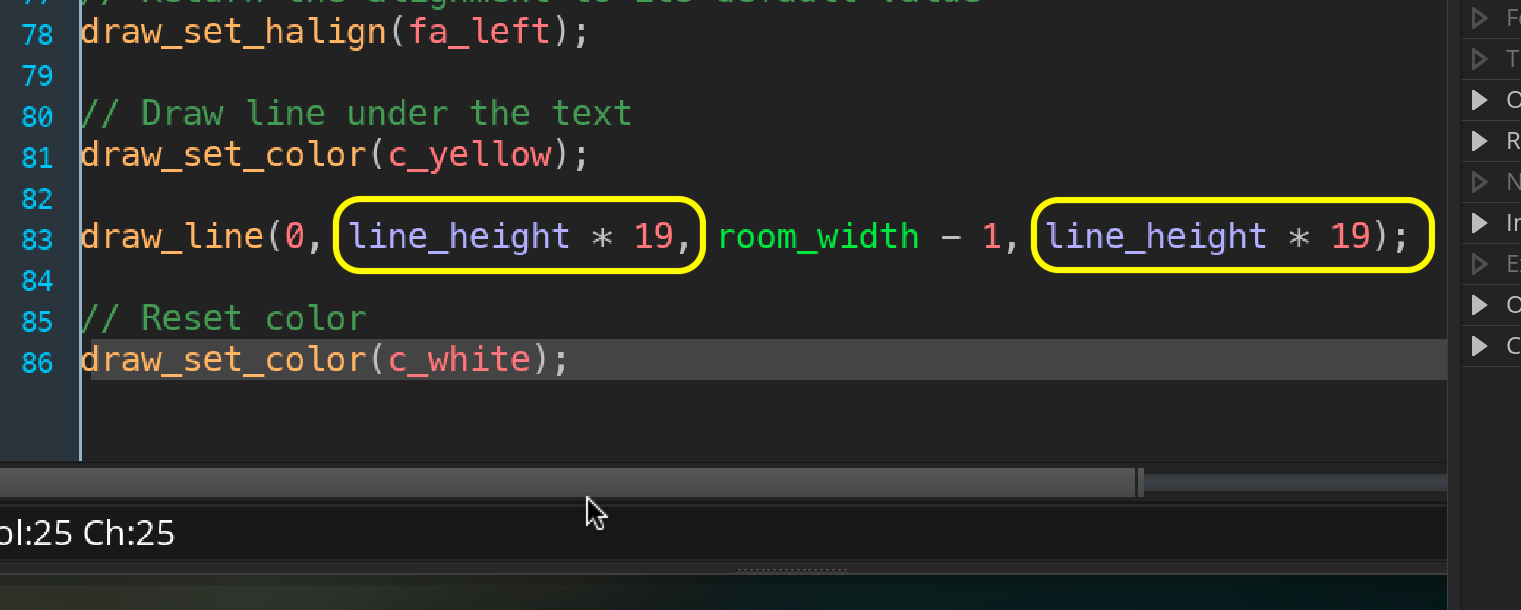 78 draw_set_halign(fa_left);
79
80 // Draw line under the text
81 draw_set_color(c_yellow);
82
83 draw_line(0, line_height * 19, room_width - 1, line_height * 19);
84
85 // Reset color
86 draw_set_color(c_white);
ol:25 Ch:25